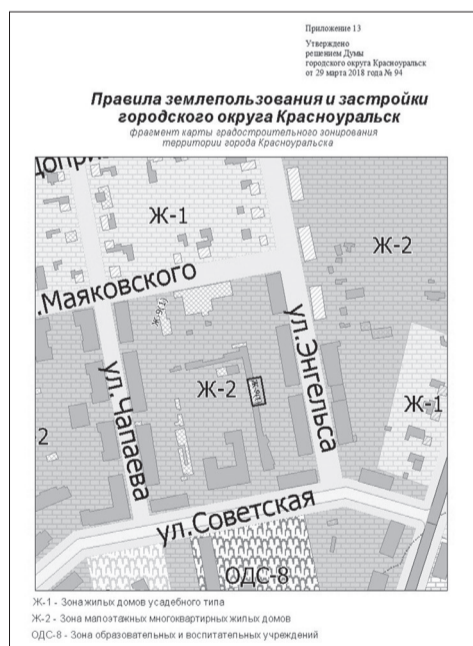 Приложение 13
Утверждено
решением Думы
городского округа Красноуральск
от 29 марта 2018 года № 94
Правила землепользования и застройки
городского округа Красноуральск
фрагмент карты градостроительного зонирования
территории города Красноуральска
Ж-1
Ж-2
.Маяковского
ул.Энгельса
ул.Чапаева
Ж-2
Ж-1
2
ул.Советская
ОДС-8
Ж-1 - Зона жилых домов усадебного типа
Ж-2 - Зона малоэтажных многоквартирных жилых домов
ОДС-8 - Зона образовательных и воспитательных учреждений